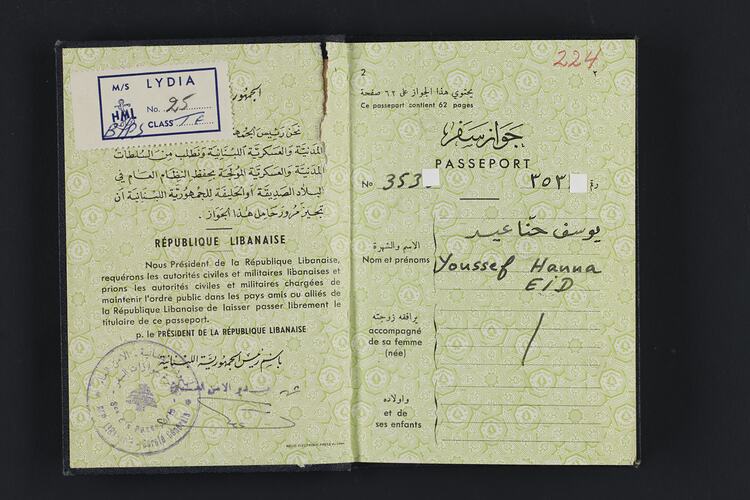 M/S LYDIA
HML
No. 25
CLASS T E
نحن رئيس الجمهـ
المدنية والعسكرية اللبنانية ونطلب من السلطات
المدنية والعسكرية المولجة بحفظ النظام العام في
البلاد الصديقة او الحليفة للجمهورية اللبنانية ان
تجيز مرور حامل هذا الجواز.
RÉPUBLIQUE LIBANAISE
Nous Président de la République Libanaise,
requérons les autorités civiles et militaires libanaises et
prions les autorités civiles et militaires chargées de
maintenir l'ordre public dans les pays amis ou alliés de
la République Libanaise de laisser passer librement le
titulaire de ce passeport.
p. le PRÉSIDENT DE LA RÉPUBLIQUE LIBANAISE
باسم رئيس الجمهورية اللبنانية
224
2
٢
يحتوي هذا الجواز على ٦٢ صفحة
Ce passeport contient 62 pages
جواز سفر
PASSEPORT
No 353
رقم ٣٥٣
يوسف حنا عيد
الاسم والشهرة
Nom et prénoms
Youssef Hanna
EID
يرافقه زوجته
accompagné
de sa femme
(née)
واولاده
et de
ses enfants